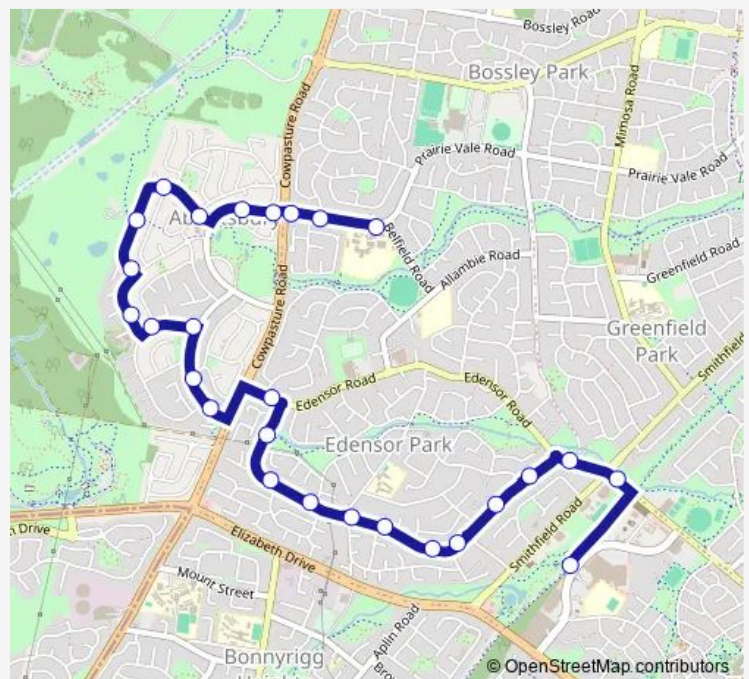 Bossley Road
Bossley Park
Cowpasture Road
Mimosa Road
Prairie Vale Road
Prairie Vale Road
Belfield Road
Allambie Road
Greenfield Road
Greenfield
Park
Cowpasture Road
Smithfield
Edensor Road
Edensor Road
Edensor Park
Smithfield Road
n Drive
Elizabeth Drive
Mount Street
Aplin Road
Bonnyrigg
© OpenStreetMap contributors